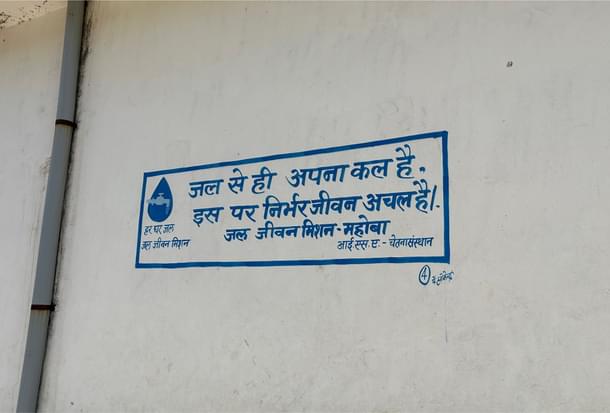 जल से ही अपना कल है.
इस पर निर्भर जीवन अचल है।.
जल जीवन मिशन- महोबा
आई.एस.ए.- चेतना संस्थान
हर घर जल
जल जीवन मिशन
4